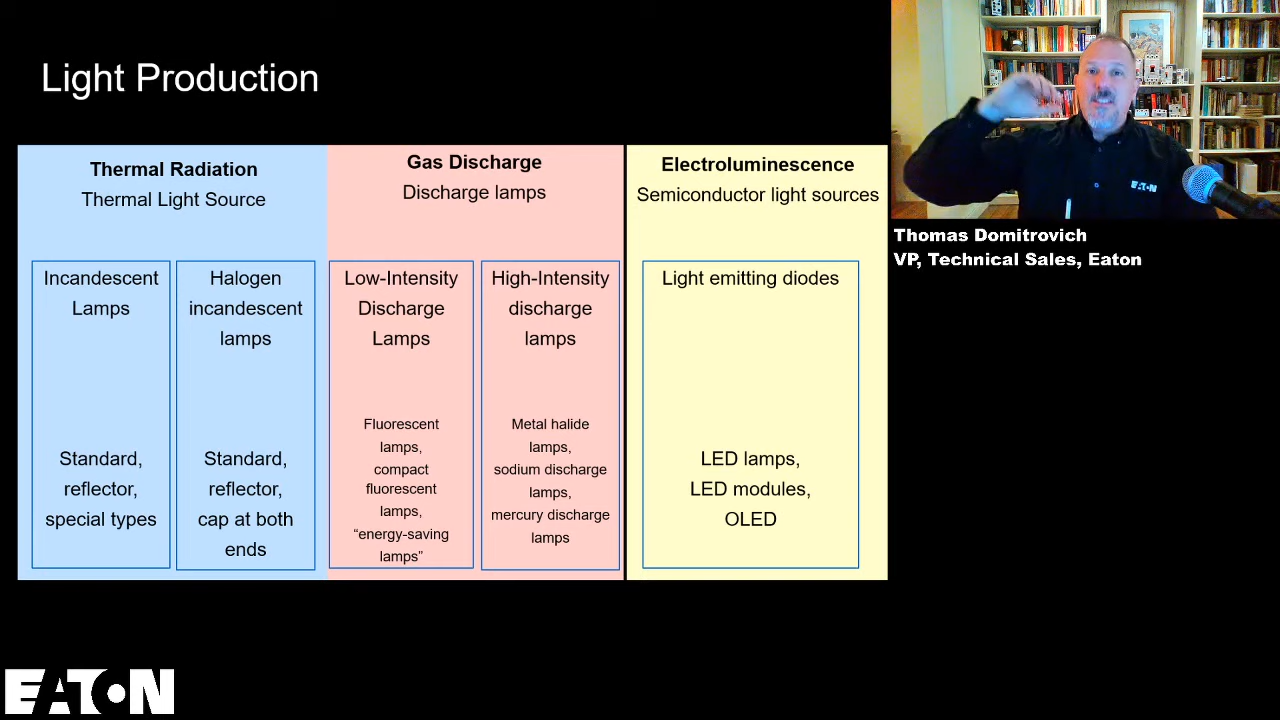 Light Production
Thermal Radiation
Thermal Light Source
Incandescent
Lamps
Standard,
reflector,
special types
Halogen
incandescent
lamps
Standard,
reflector,
cap at both
ends
Gas Discharge
Discharge lamps
Low-Intensity
Discharge
Lamps
Fluorescent
lamps,
compact
fluorescent
lamps,
“energy-saving
lamps”
High-Intensity
discharge
lamps
Metal halide
lamps,
sodium discharge
lamps,
mercury discharge
lamps
Electroluminescence
Semiconductor light sources
Light emitting diodes
LED lamps,
LED modules,
OLED
EATON
Thomas Domitrovich
VP, Technical Sales, Eaton
EATON